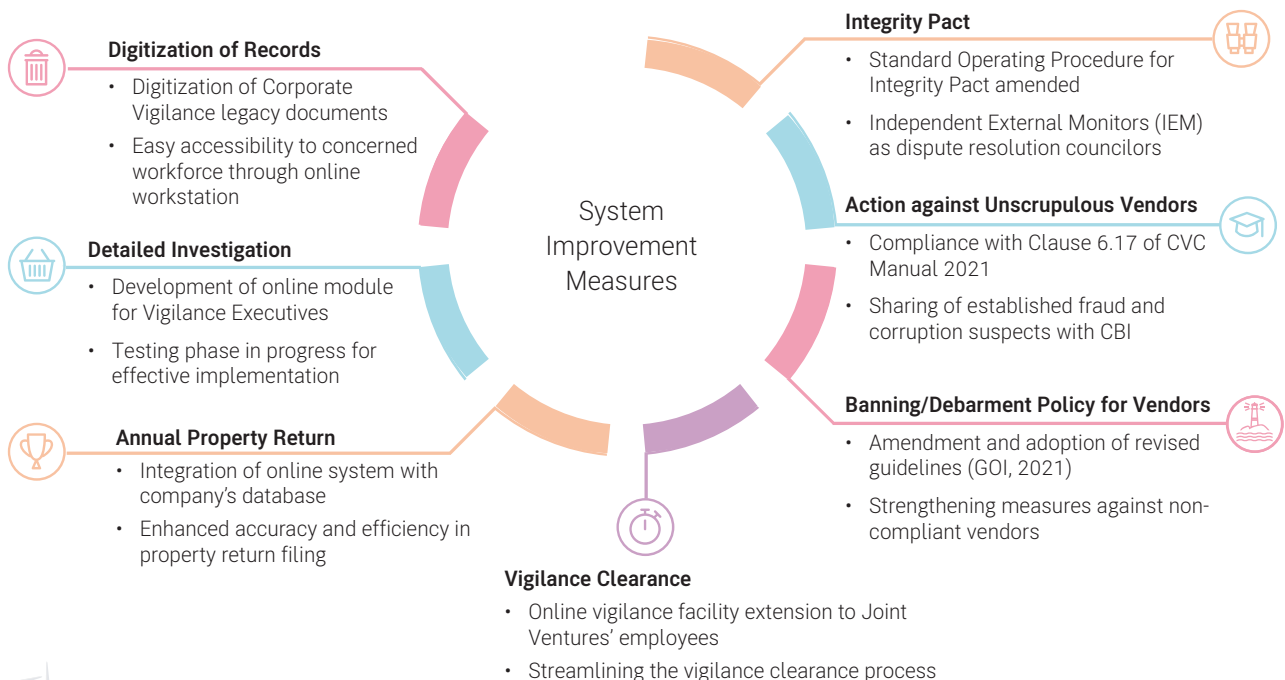 Digitization of Records
• Digitization of Corporate
Vigilance legacy documents
• Easy accessibility to concerned
workforce through online
workstation
Detailed Investigation
• Development of online module
for Vigilance Executives
• Testing phase in progress for
effective implementation
Annual Property Return
• Integration of online system with
company's database
• Enhanced accuracy and efficiency in
property return filing
System
Improvement
Measures
Integrity Pact
• Standard Operating Procedure for
Integrity Pact amended
• Independent External Monitors (IEM)
as dispute resolution councilors
Action against Unscrupulous Vendors
• Compliance with Clause 6.17 of CVC
Manual 2021
• Sharing of established fraud and
corruption suspects with CBI
Banning/Debarment Policy for Vendors
• Amendment and adoption of revised
guidelines (GOI, 2021)
• Strengthening measures against non-
compliant vendors
Vigilance Clearance
• Online vigilance facility extension to Joint
Ventures' employees
• Streamlining the vigilance clearance process